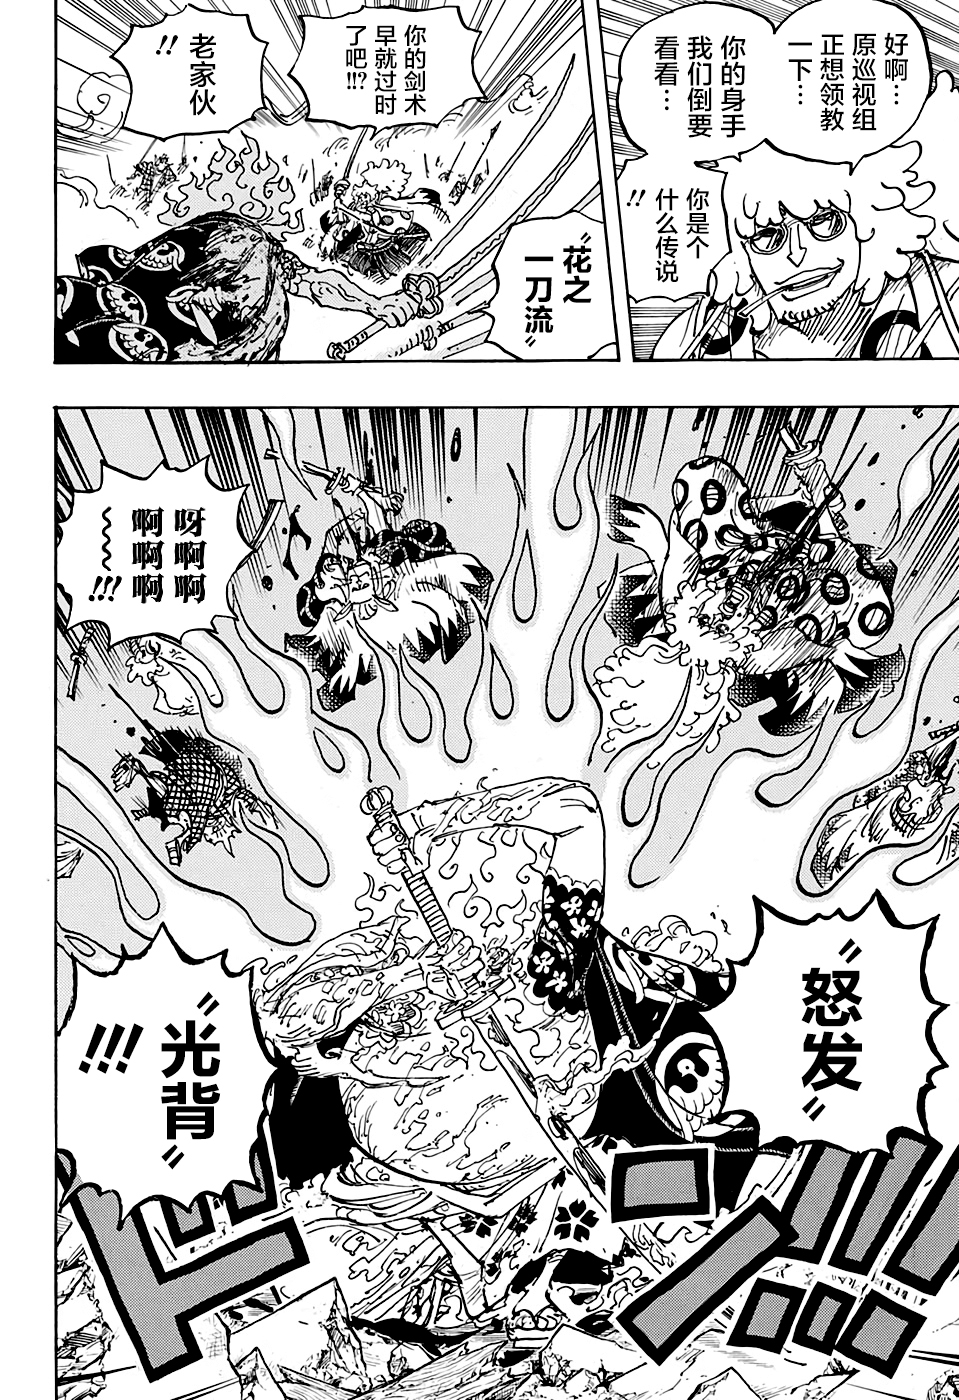 好啊…
原巡视组
正想领教
一下…
你的身手
我们倒要
看看…
你是个
什么传说
!!
你的剑术
早就过时
了吧!!?
老家伙
!!
“花之
一刀流”
呀啊啊
啊啊啊
～～!!!
“怒发”
“光背”
!!!
ドン!!!